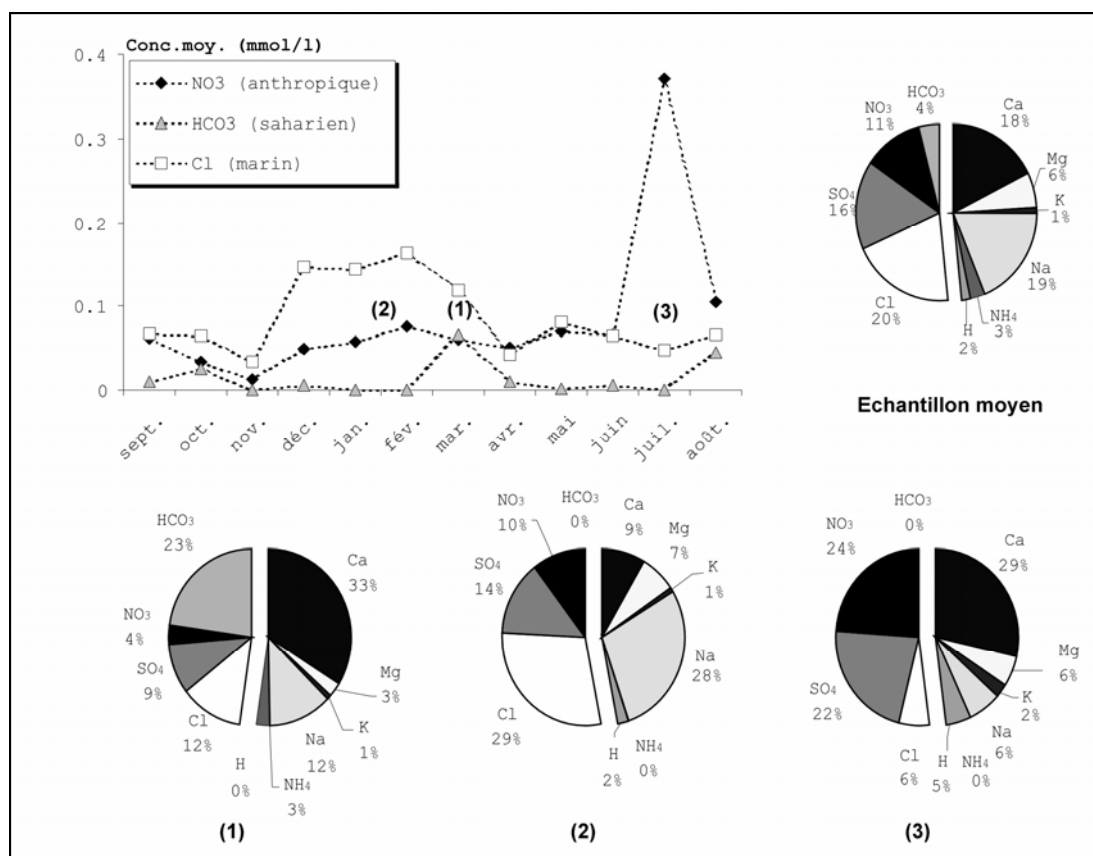 Conc.moy. (mmol/l)
0.4
0.3
0.2
0.1
0
NO3 (anthropique)
HCO3 (saharien)
Cl (marin)
(2)
(1)
(3)
sept.
oct.
nov.
déc.
jan.
fév.
mar.
avr.
mai
juin
juil.
août.
HCO₃
4%
NO₃
11%
SO₄
16%
Cl
20%
Ca
18%
Mg
6%
K
1%
Na
19%
NH₄
3%
H
2%
Echantillon moyen
HCO₃
23%
NO₃
4%
SO₄
9%
Cl
12%
H
0%
Ca
33%
Mg
3%
K
1%
Na
12%
NH₄
3%
(1)
HCO₃
0%
NO₃
10%
SO₄
14%
Cl
29%
Ca
9%
Mg
7%
K
1%
Na
28%
NH₄
0%
H
2%
(2)
HCO₃
0%
NO₃
24%
SO₄
22%
Cl
6%
Ca
29%
Mg
6%
K
2%
Na
6%
NH₄
0%
H
5%
(3)